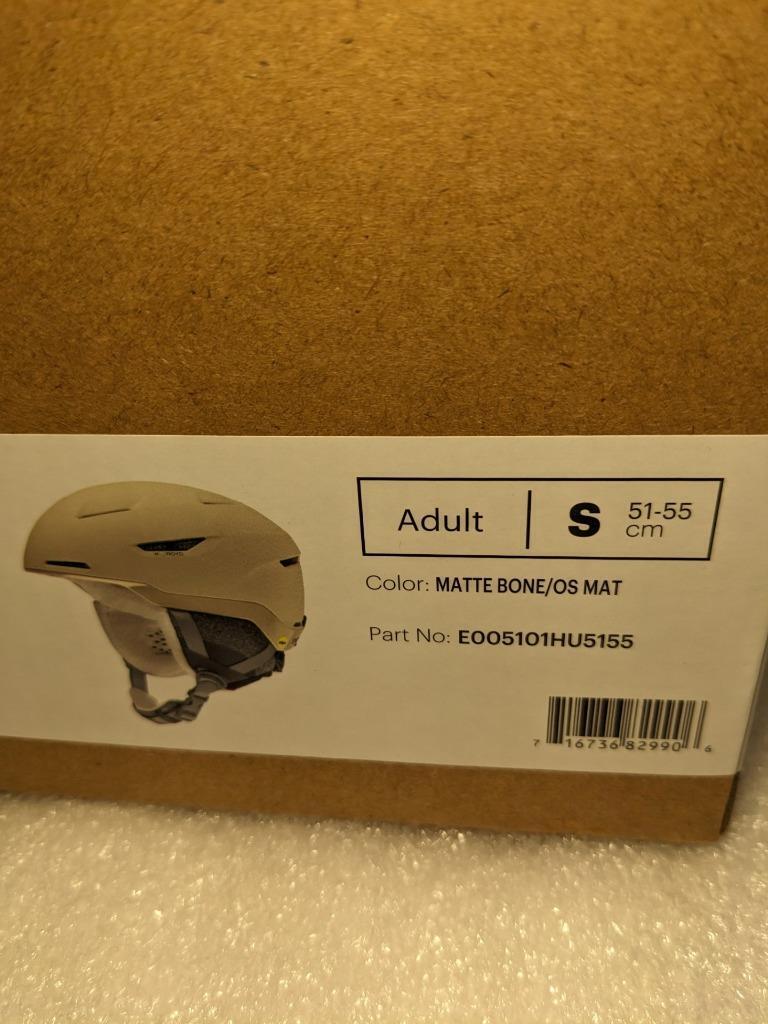 Adult S 51-55 cm
Color: MATTE BONE/OS MAT
Part No: E005101HU5155
7 16736 82990 6